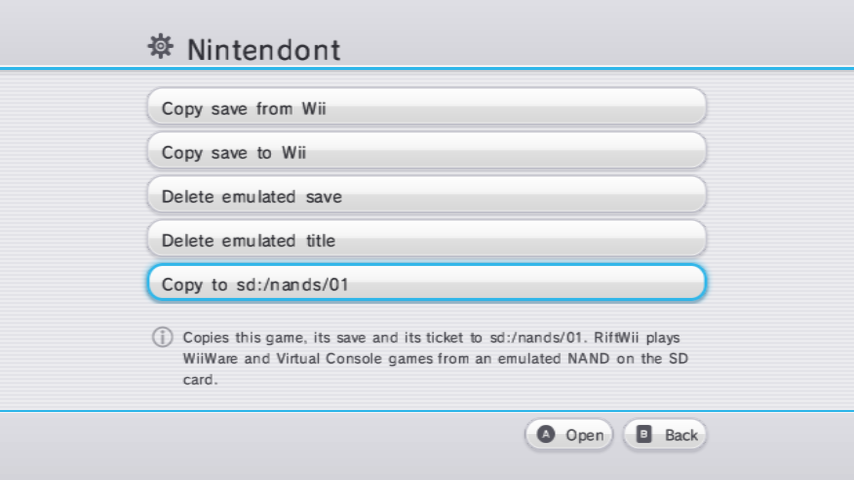 Nintendont
Copy save from Wii
Copy save to Wii
Delete emulated save
Delete emulated title
Copy to sd:/nands/01
Copies this game, its save and its ticket to sd:/nands/01. RiftWii plays
WiiWare and Virtual Console games from an emulated NAND on the SD
card.
A Open B Back